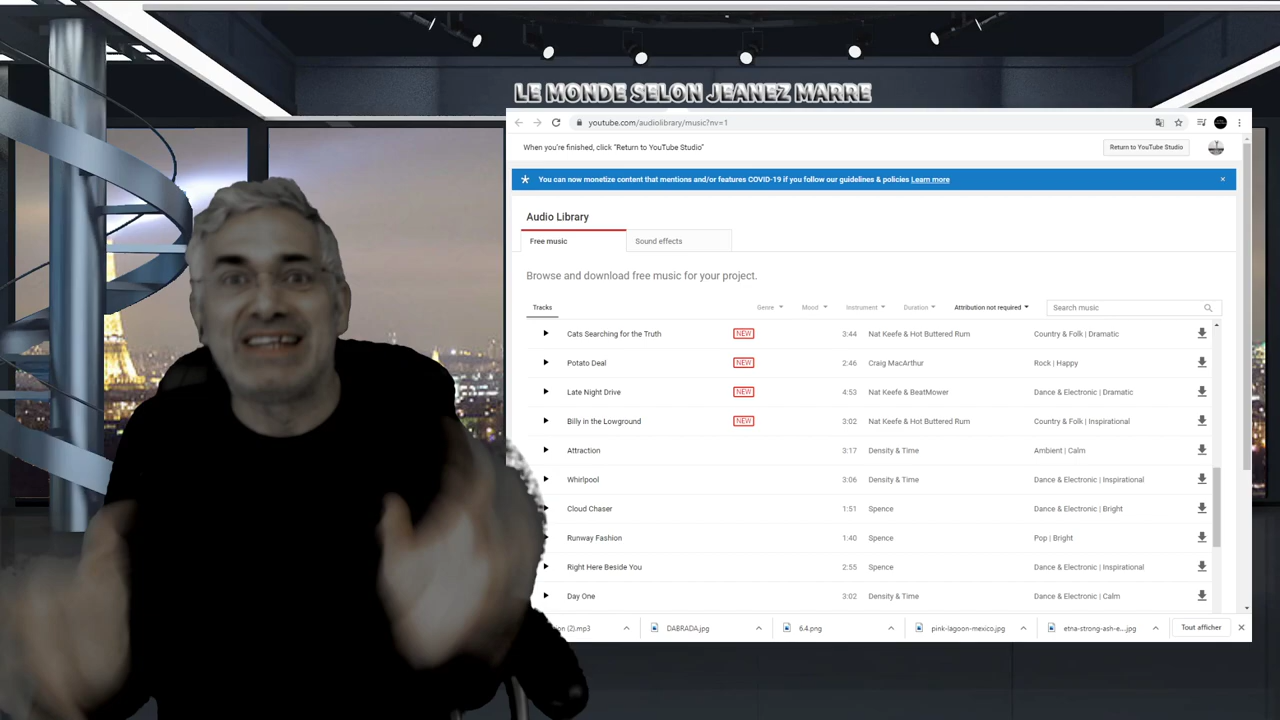 LE MONDE SELON JEANEZ MARRE
youtube.com/audiolibrary/music?nv=1
When you're finished, click "Return to YouTube Studio"
Return to YouTube Studio
You can now monetize content that mentions and/or features COVID-19 if you follow our guidelines & policies Learn more
Audio Library
Free music Sound effects
Browse and download free music for your project.
Tracks Genre Mood Instrument Duration Attribution not required Search music
Cats Searching for the Truth NEW 3:44 Nat Keefe & Hot Buttered Rum Country & Folk | Dramatic
Potato Deal NEW 2:46 Craig MacArthur Rock | Happy
Late Night Drive NEW 4:53 Nat Keefe & BeatMower Dance & Electronic | Dramatic
Billy in the Lowground NEW 3:02 Nat Keefe & Hot Buttered Rum Country & Folk | Inspirational
Attraction 3:17 Density & Time Ambient | Calm
Whirlpool 3:06 Density & Time Dance & Electronic | Inspirational
Cloud Chaser 1:51 Spence Dance & Electronic | Bright
Runway Fashion 1:40 Spence Pop | Bright
Right Here Beside You 2:55 Spence Dance & Electronic | Inspirational
Day One 3:02 Density & Time Dance & Electronic | Calm
(2).mp3 DABRADA.jpg 6.4.png pink-lagoon-mexico.jpg etna-strong-ash-e...jpg Tout afficher